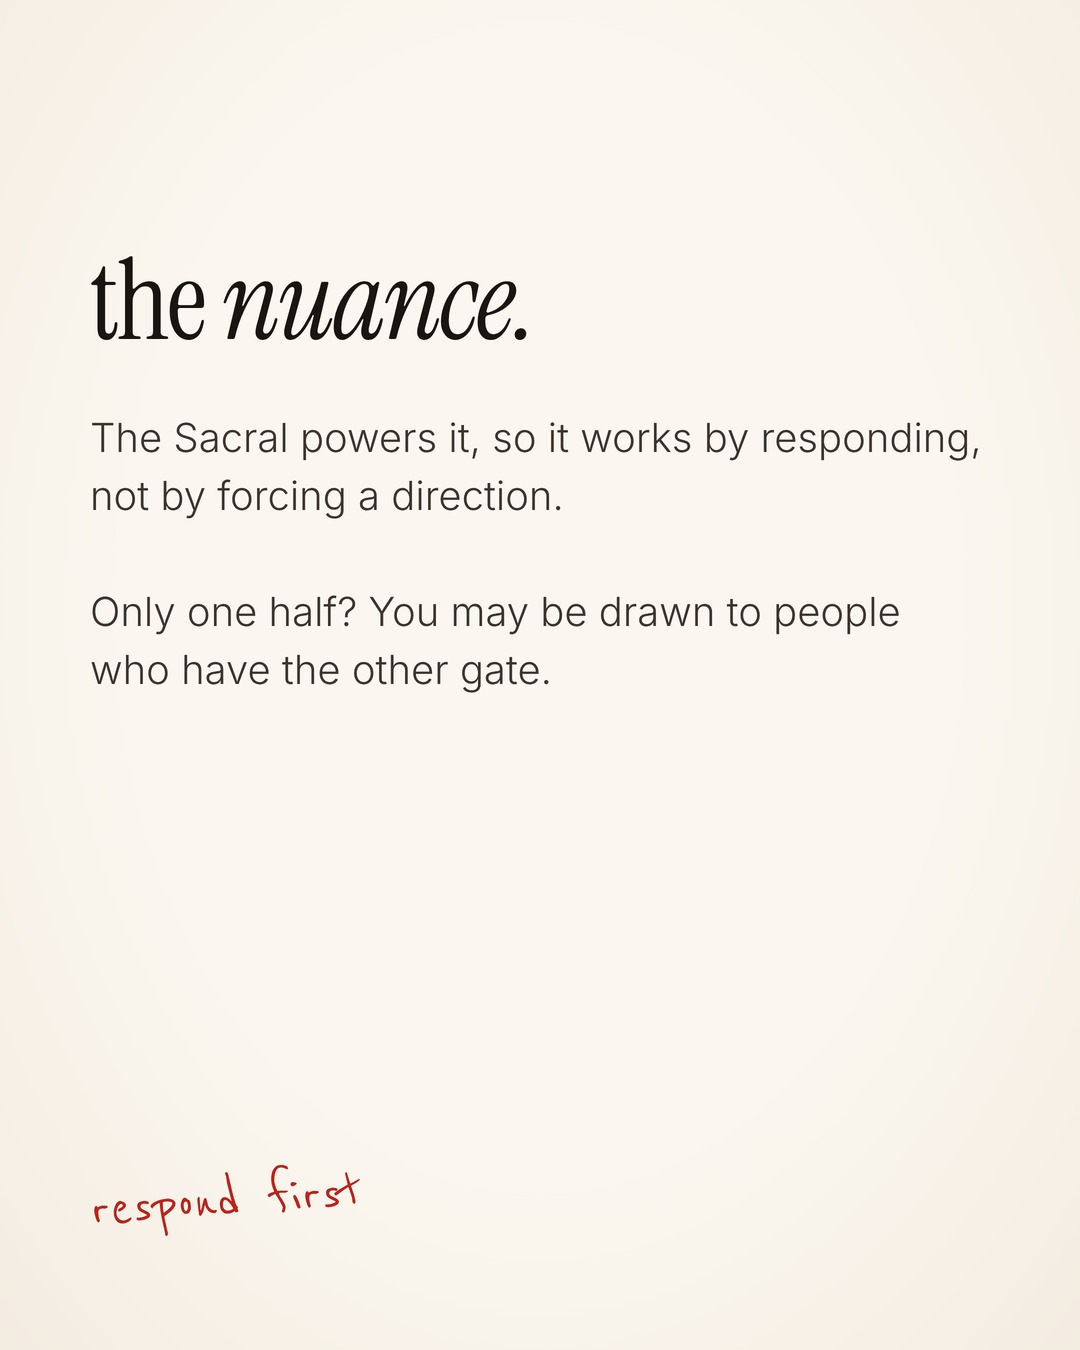 the nuance.
The Sacral powers it, so it works by responding,
not by forcing a direction.
Only one half? You may be drawn to people
who have the other gate.
respond first